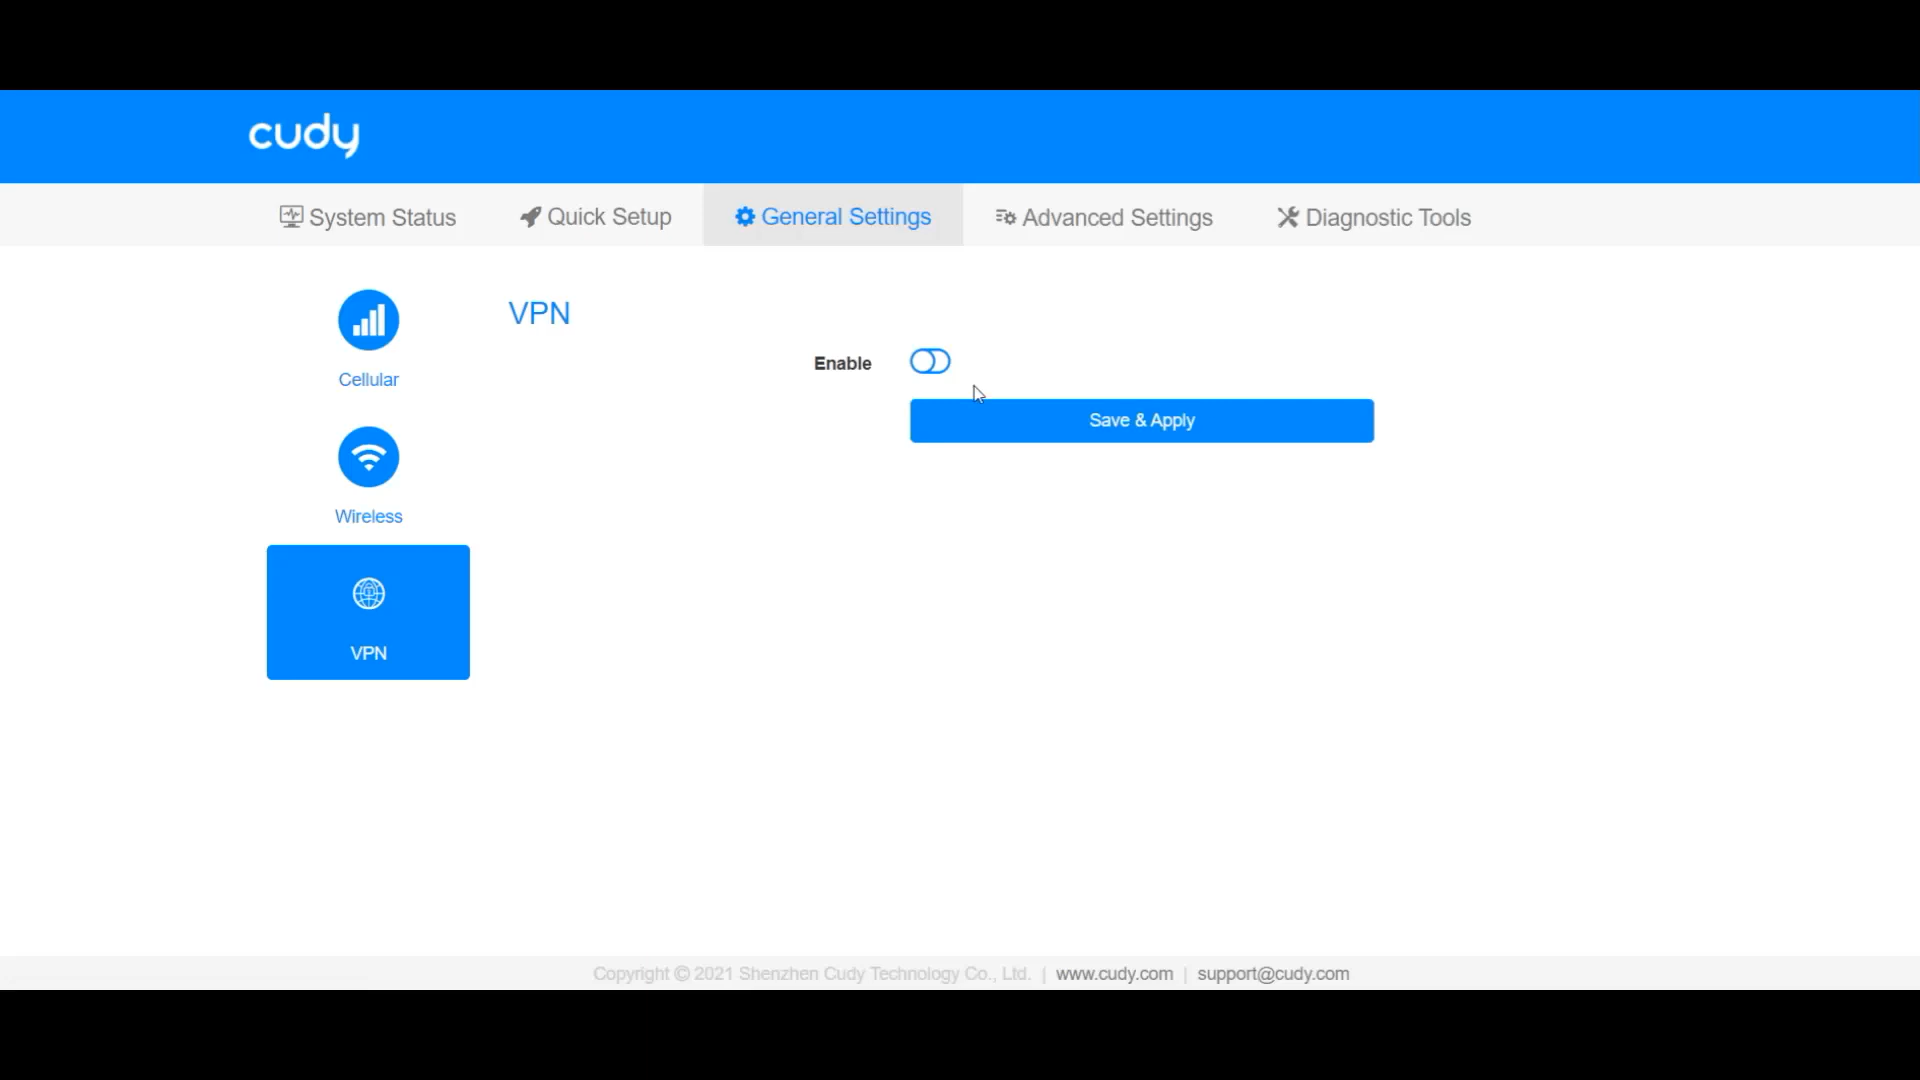 cudy
System Status
Quick Setup
General Settings
Advanced Settings
Diagnostic Tools
Cellular
Wireless
VPN
VPN
Enable
Save & Apply
Copyright © 2021 Shenzhen Cudy Technology Co., Ltd. | www.cudy.com | support@cudy.com